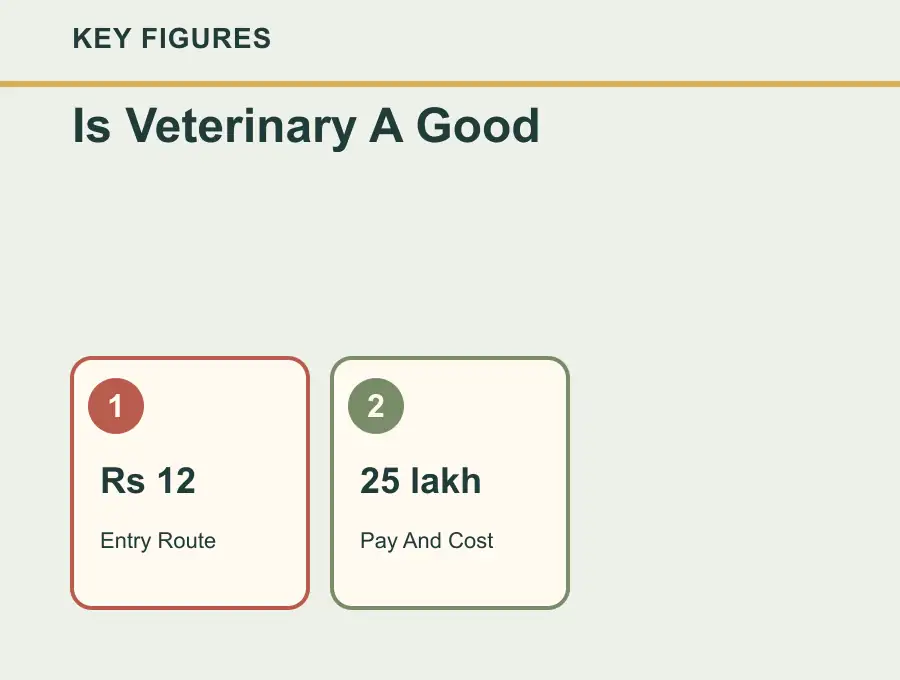 KEY FIGURES
Is Veterinary A Good
1
Rs 12
Entry Route
2
25 lakh
Pay And Cost